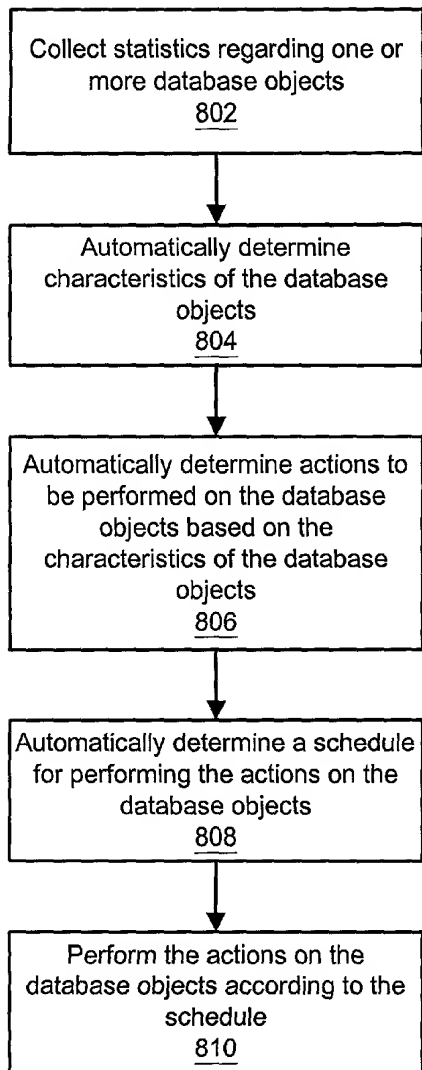 Collect statistics regarding one or
more database objects
802
Automatically determine
characteristics of the database
objects
804
Automatically determine actions to
be performed on the database
objects based on the
characteristics of the database
objects
806
Automatically determine a schedule
for performing the actions on the
database objects
808
Perform the actions on the
database objects according to the
schedule
810